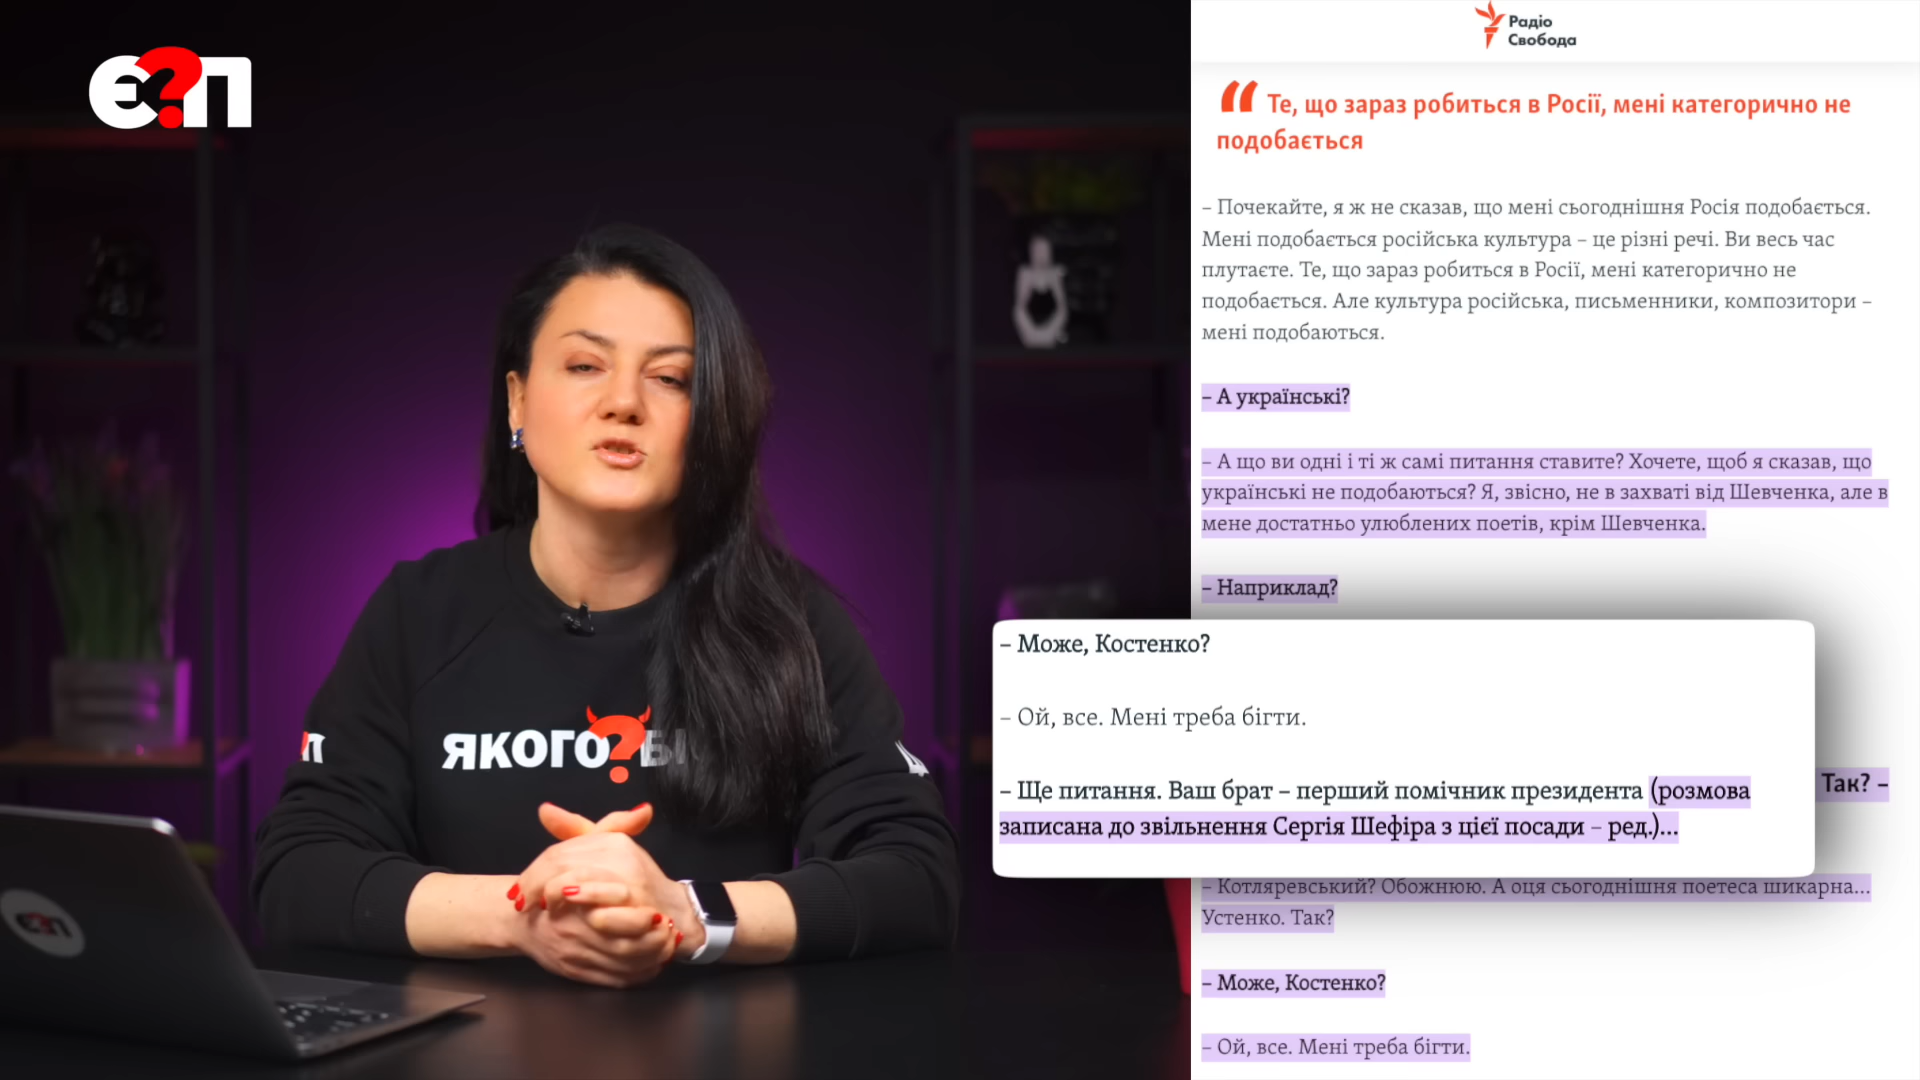 Є?П
Радіо
Свобода
“ Те, що зараз робиться в Росії, мені категорично не
подобається
– Почекайте, я ж не сказав, що мені сьогоднішня Росія подобається.
Мені подобається російська культура – це різні речі. Ви весь час
плутаєте. Те, що зараз робиться в Росії, мені категорично не
подобається. Але культура російська, письменники, композитори –
мені подобаються.
– А українські?
– А що ви одні і ті ж самі питання ставите? Хочете, щоб я сказав, що
українські не подобаються? Я, звісно, не в захваті від Шевченка, але в
мене достатньо улюблених поетів, крім Шевченка.
– Наприклад?
– Може, Костенко?
– Ой, все. Мені треба бігти.
– Ще питання. Ваш брат – перший помічник президента (розмова
записана до звільнення Сергія Шефіра з цієї посади – ред.)...
Так? –
– Котляревський? Обожнюю. А оця сьогоднішня поетеса шикарна...
Устенко. Так?
– Може, Костенко?
– Ой, все. Мені треба бігти.
ЯКОГО?БІ
?П
Є?П